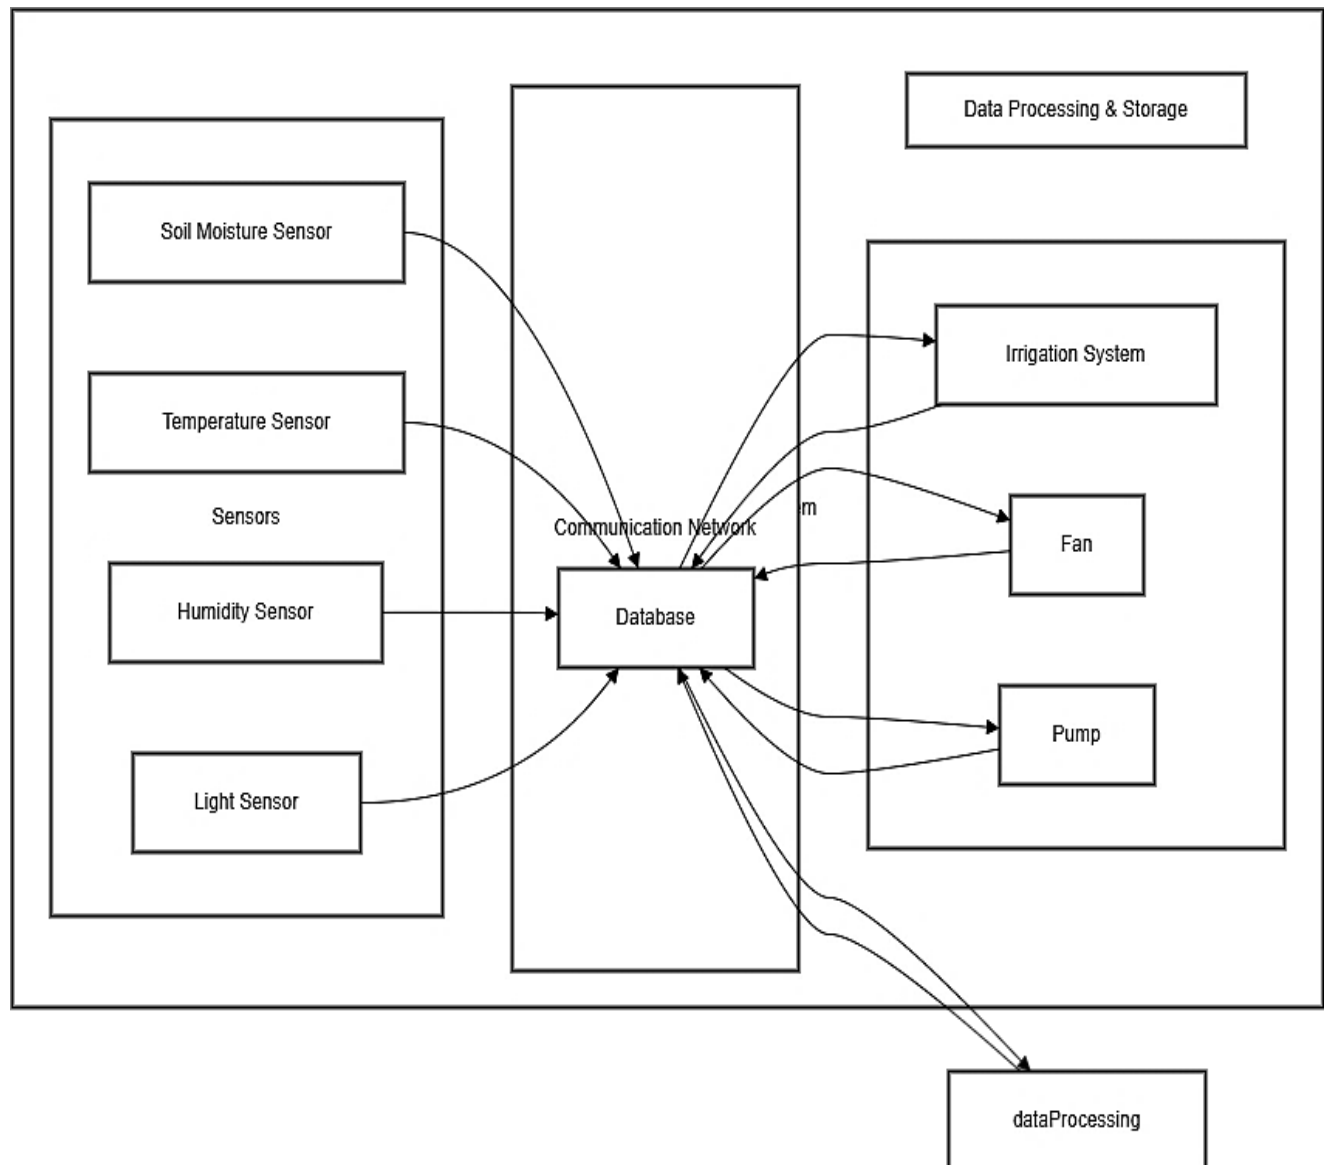 Data Processing & Storage
Soil Moisture Sensor
Irrigation System
Temperature Sensor
Sensors
Communication Network
Fan
Humidity Sensor
Database
Pump
Light Sensor
dataProcessing